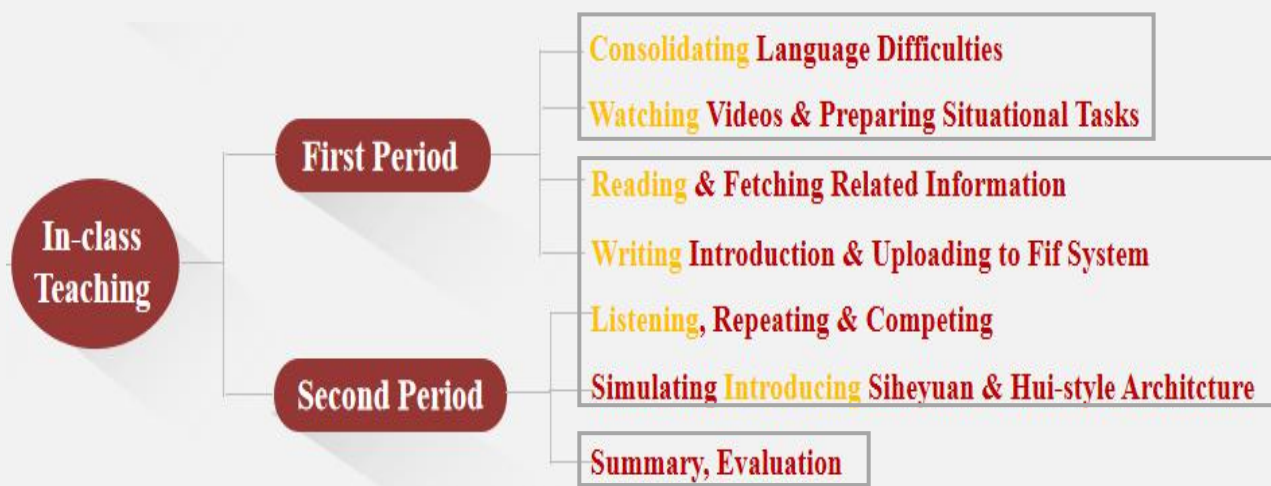 In-class
Teaching
First Period
Second Period
Consolidating Language Difficulties
Watching Videos & Preparing Situational Tasks
Reading & Fetching Related Information
Writing Introduction & Uploading to Fif System
Listening, Repeating & Competing
Simulating Introducing Siheyuan & Hui-style Architcture
Summary, Evaluation